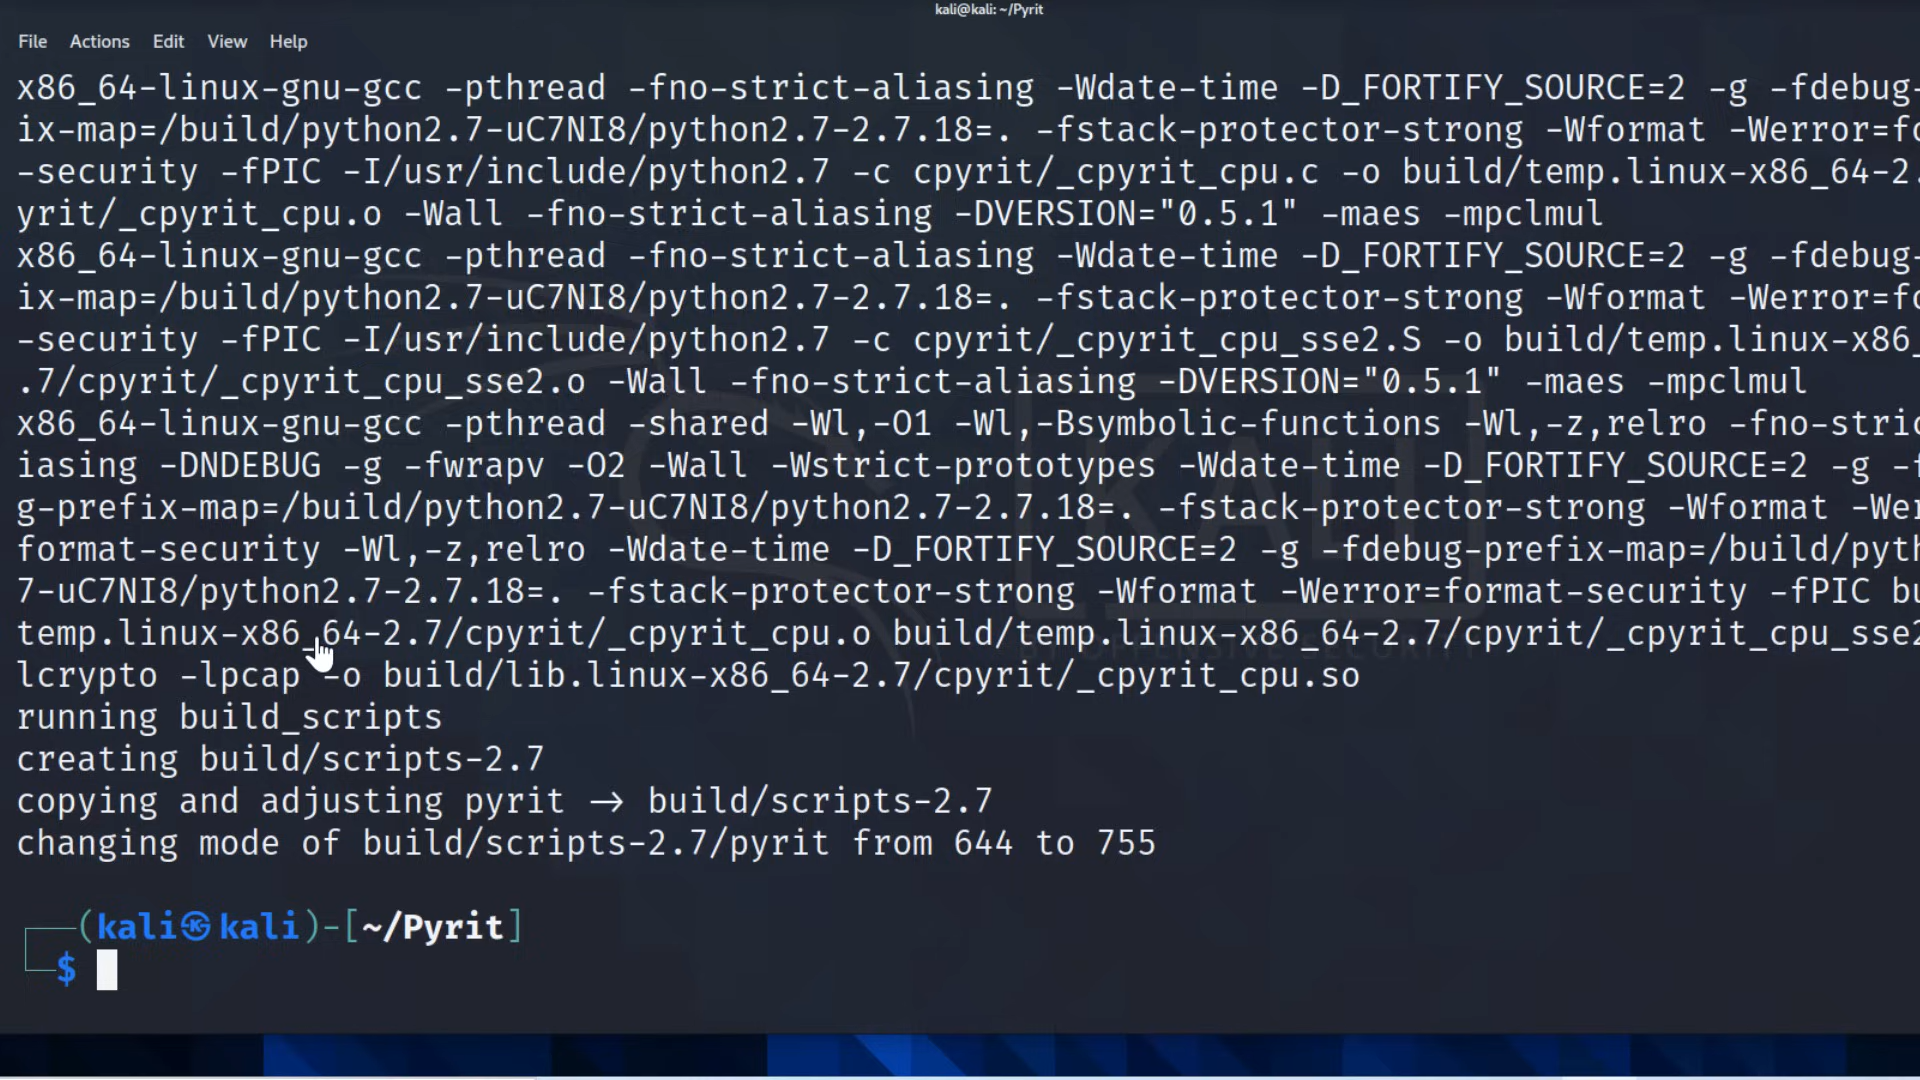 kali@kali: ~/Pyrit
File Actions Edit View Help
x86_64-linux-gnu-gcc -pthread -fno-strict-aliasing -Wdate-time -D_FORTIFY_SOURCE=2 -g -fdebug-
ix-map=/build/python2.7-uC7NI8/python2.7-2.7.18=. -fstack-protector-strong -Wformat -Werror=fo
-security -fPIC -I/usr/include/python2.7 -c cpyrit/_cpyrit_cpu.c -o build/temp.linux-x86_64-2.
yrit/_cpyrit_cpu.o -Wall -fno-strict-aliasing -DVERSION="0.5.1" -maes -mpclmul
x86_64-linux-gnu-gcc -pthread -fno-strict-aliasing -Wdate-time -D_FORTIFY_SOURCE=2 -g -fdebug-
ix-map=/build/python2.7-uC7NI8/python2.7-2.7.18=. -fstack-protector-strong -Wformat -Werror=fo
-security -fPIC -I/usr/include/python2.7 -c cpyrit/_cpyrit_cpu_sse2.S -o build/temp.linux-x86_
.7/cpyrit/_cpyrit_cpu_sse2.o -Wall -fno-strict-aliasing -DVERSION="0.5.1" -maes -mpclmul
x86_64-linux-gnu-gcc -pthread -shared -Wl,-O1 -Wl,-Bsymbolic-functions -Wl,-z,relro -fno-stric
iasing -DNDEBUG -g -fwrapv -O2 -Wall -Wstrict-prototypes -Wdate-time -D_FORTIFY_SOURCE=2 -g -f
g-prefix-map=/build/python2.7-uC7NI8/python2.7-2.7.18=. -fstack-protector-strong -Wformat -Wer
format-security -Wl,-z,relro -Wdate-time -D_FORTIFY_SOURCE=2 -g -fdebug-prefix-map=/build/pyth
7-uC7NI8/python2.7-2.7.18=. -fstack-protector-strong -Wformat -Werror=format-security -fPIC bu
temp.linux-x86_64-2.7/cpyrit/_cpyrit_cpu.o build/temp.linux-x86_64-2.7/cpyrit/_cpyrit_cpu_sse2
lcrypto -lpcap -o build/lib.linux-x86_64-2.7/cpyrit/_cpyrit_cpu.so
running build_scripts
creating build/scripts-2.7
copying and adjusting pyrit → build/scripts-2.7
changing mode of build/scripts-2.7/pyrit from 644 to 755
┌──(kali㉿kali)-[~/Pyrit]
└─$
KALI
BY OFFENSIVE SECURITY